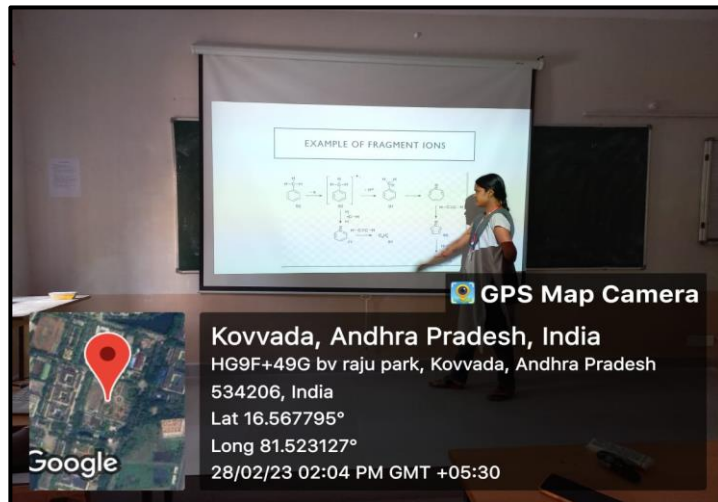 EXAMPLE OF FRAGMENT IONS
GPS Map Camera
Kovvada, Andhra Pradesh, India
HG9F+49G bv raju park, Kovvada, Andhra Pradesh
534206, India
Lat 16.567795°
Long 81.523127°
28/02/23 02:04 PM GMT +05:30
Google